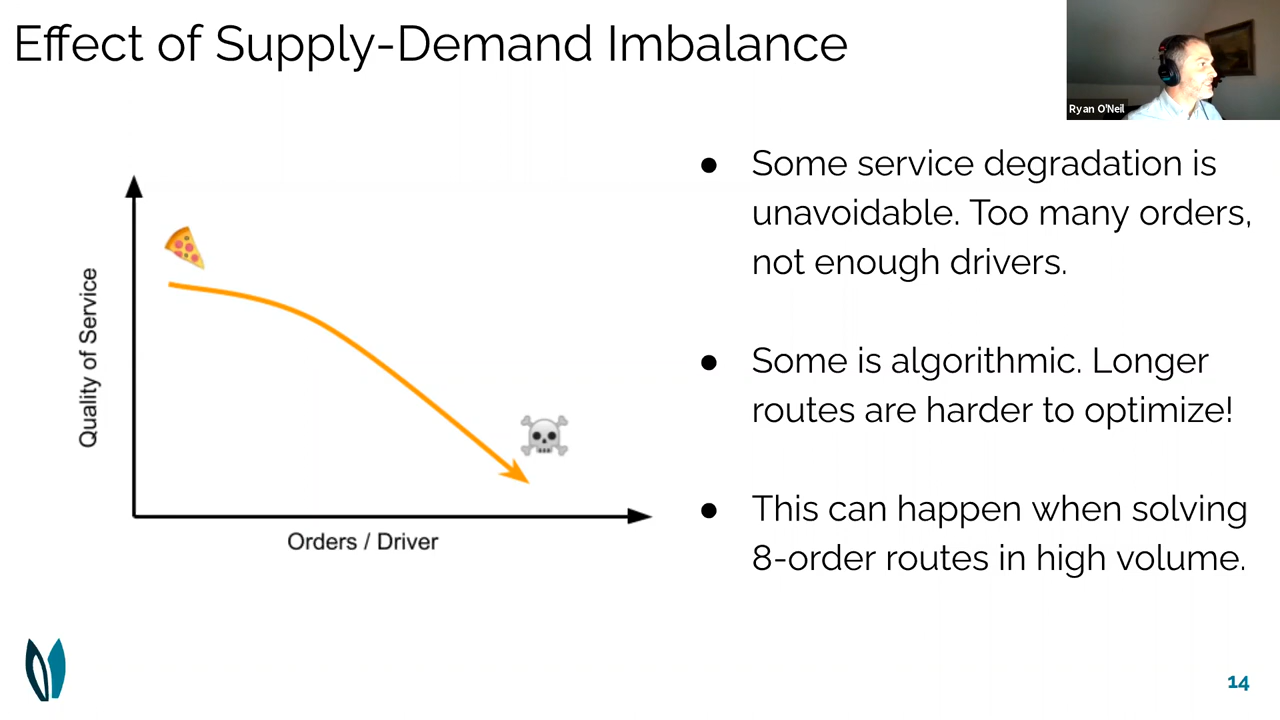 Effect of Supply-Demand Imbalance
Ryan O'Neil
Quality of Service
Orders / Driver
● Some service degradation is
unavoidable. Too many orders,
not enough drivers.
● Some is algorithmic. Longer
routes are harder to optimize!
● This can happen when solving
8-order routes in high volume.
14